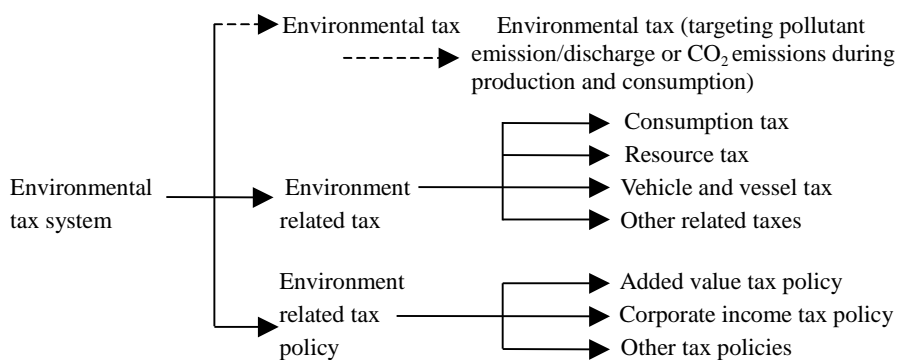 Environmental tax
Environmental tax (targeting pollutant
emission/discharge or CO₂ emissions during
production and consumption)
Environmental
tax system
Environment
related tax
Consumption tax
Resource tax
Vehicle and vessel tax
Other related taxes
Environment
related tax
policy
Added value tax policy
Corporate income tax policy
Other tax policies